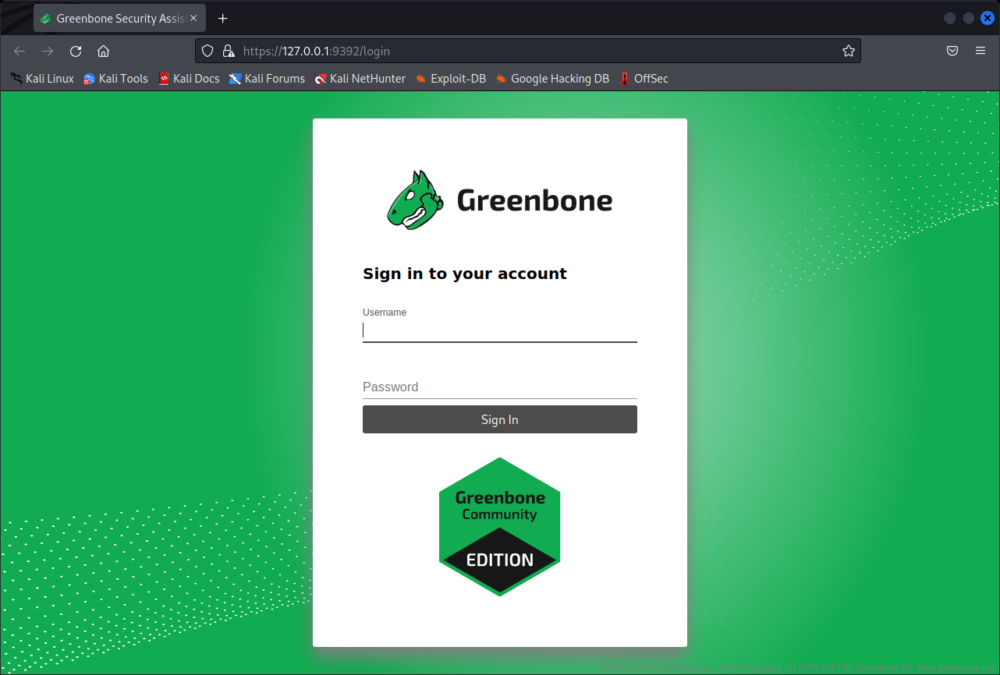 Greenbone Security Assis
https://127.0.0.1:9392/login
Kali Linux Kali Tools Kali Docs Kali Forums Kali NetHunter Exploit-DB Google Hacking DB OffSec
Greenbone
Sign in to your account
Username
Password
Sign In
Greenbone
Community
EDITION
Copyright (C) 2009-2023 by Greenbone AG, www.greenbone.net